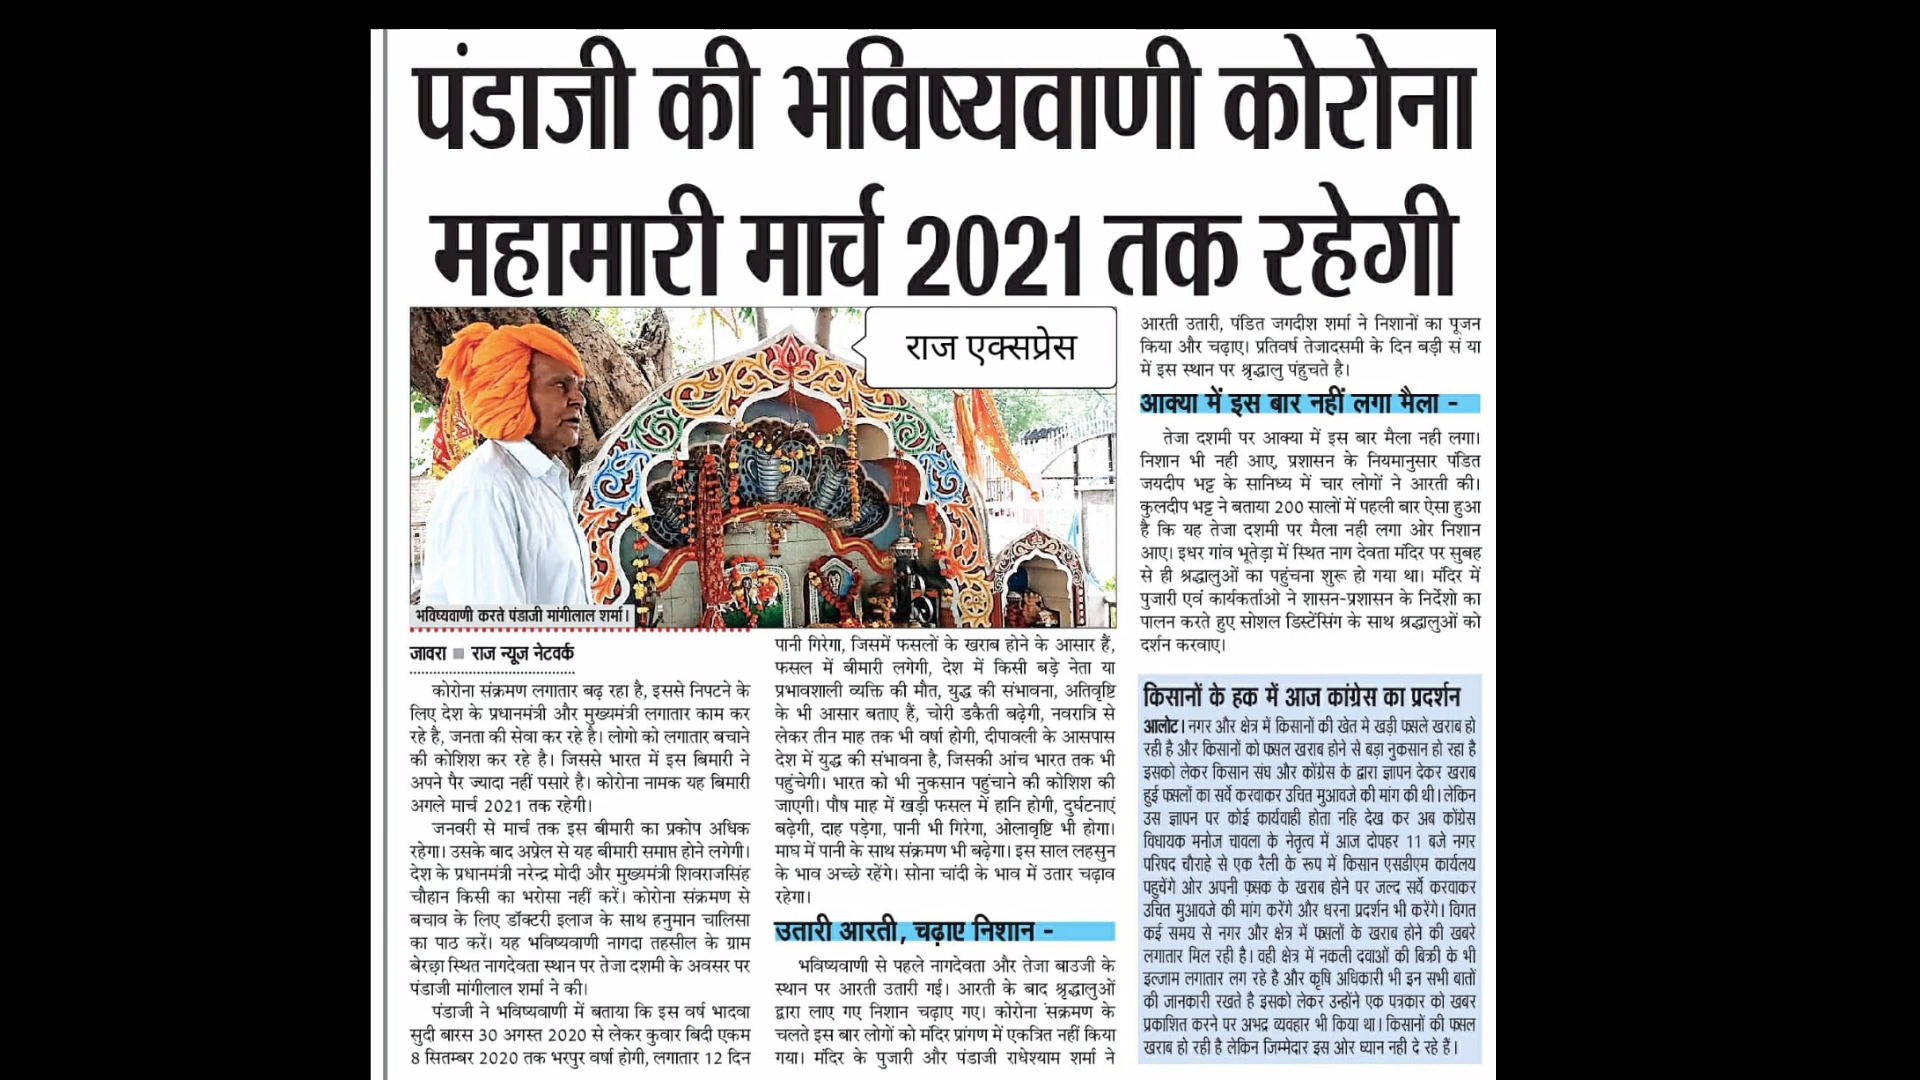 पंडाजी की भविष्यवाणी कोरोना
महामारी मार्च 2021 तक रहेगी
राज एक्सप्रेस
भविष्यवाणी करते पंडाजी मांगीलाल शर्मा।
जावरा ■ राज न्यूज नेटवर्क
कोरोना संक्रमण लगातार बढ़ रहा है, इससे निपटने के
लिए देश के प्रधानमंत्री और मुख्यमंत्री लगातार काम कर
रहे है, जनता की सेवा कर रहे है। लोगो को लगातार बचाने
की कोशिश कर रहे है। जिससे भारत में इस बिमारी ने
अपने पैर ज्यादा नहीं पसारे है। कोरोना नामक यह बिमारी
अगले मार्च 2021 तक रहेगी।
जनवरी से मार्च तक इस बीमारी का प्रकोप अधिक
रहेगा। उसके बाद अप्रेल से यह बीमारी समाप्त होने लगेगी।
देश के प्रधानमंत्री नरेन्द्र मोदी और मुख्यमंत्री शिवराजसिंह
चौहान किसी का भरोसा नहीं करें। कोरोना संक्रमण से
बचाव के लिए डॉक्टरी इलाज के साथ हनुमान चालिसा
का पाठ करें। यह भविष्यवाणी नागदा तहसील के ग्राम
बेरछा स्थित नागदेवता स्थान पर तेजा दशमी के अवसर पर
पंडाजी मांगीलाल शर्मा ने की।
पंडाजी ने भविष्यवाणी में बताया कि इस वर्ष भादवा
सुदी बारस 30 अगस्त 2020 से लेकर कुवार बिदी एकम
8 सितम्बर 2020 तक भरपुर वर्षा होगी, लगातार 12 दिन
पानी गिरेगा, जिसमें फसलों के खराब होने के आसार हैं,
फसल में बीमारी लगेगी, देश में किसी बड़े नेता या
प्रभावशाली व्यक्ति की मौत, युद्ध की संभावना, अतिवृष्टि
के भी आसार बताए हैं, चोरी डकैती बढ़ेगी, नवरात्रि से
लेकर तीन माह तक भी वर्षा होगी, दीपावली के आसपास
देश में युद्ध की संभावना है, जिसकी आंच भारत तक भी
पहुंचेगी। भारत को भी नुकसान पहुंचाने की कोशिश की
जाएगी। पौष माह में खड़ी फसल में हानि होगी, दुर्घटनाएं
बढ़ेगी, दाह पड़ेगा, पानी भी गिरेगा, ओलावृष्टि भी होगा।
माघ में पानी के साथ संक्रमण भी बढ़ेगा। इस साल लहसुन
के भाव अच्छे रहेंगे। सोना चांदी के भाव में उतार चढ़ाव
रहेगा।
उतारी आरती, चढ़ाए निशान -
भविष्यवाणी से पहले नागदेवता और तेजा बाउजी के
स्थान पर आरती उतारी गई। आरती के बाद श्रृद्धालुओं
द्वारा लाए गए निशान चढ़ाए गए। कोरोना संक्रमण के
चलते इस बार लोगों को मंदिर प्रांगण में एकत्रित नहीं किया
गया। मंदिर के पुजारी और पंडाजी राधेश्याम शर्मा ने
आरती उतारी, पंडित जगदीश शर्मा ने निशानों का पूजन
किया और चढ़ाए। प्रतिवर्ष तेजादसमी के दिन बड़ी सं या
में इस स्थान पर श्रृद्धालु पंहुचते है।
आक्या में इस बार नहीं लगा मैला -
तेजा दशमी पर आक्या में इस बार मैला नही लगा।
निशान भी नही आए, प्रशासन के नियमानुसार पंडित
जयदीप भट्ट के सानिध्य में चार लोगों ने आरती की।
कुलदीप भट्ट ने बताया 200 सालों में पहली बार ऐसा हुआ
है कि यह तेजा दशमी पर मैला नही लगा ओर निशान
आए। इधर गांव भूतेड़ा में स्थित नाग देवता मंदिर पर सुबह
से ही श्रद्धालुओं का पहुंचना शुरू हो गया था। मंदिर में
पुजारी एवं कार्यकर्ताओ ने शासन-प्रशासन के निर्देशो का
पालन करते हुए सोशल डिस्टेंसिंग के साथ श्रद्धालुओं को
दर्शन करवाए।
किसानों के हक में आज कांग्रेस का प्रदर्शन
आलोट। नगर और क्षेत्र में किसानों की खेत मे खड़ी फसले खराब हो
रही है और किसानों को फसल खराब होने से बड़ा नुकसान हो रहा है
इसको लेकर किसान संघ और कॉंग्रेस के द्वारा ज्ञापन देकर खराब
हुई फसलों का सर्वे करवाकर उचित मुआवजे की मांग की थी। लेकिन
उस ज्ञापन पर कोई कार्यवाही होता नहि देख कर अब कॉंग्रेस
विधायक मनोज चावला के नेतृत्व में आज दोपहर 11 बजे नगर
परिषद चौराहे से एक रैली के रूप में किसान एसडीएम कार्यलय
पहुचेंगे ओर अपनी फ़सक के खराब होने पर जल्द सर्वे करवाकर
उचित मुआवजे की मांग करेंगे और धरना प्रदर्शन भी करेंगे। विगत
कई समय से नगर और क्षेत्र में फसलों के खराब होने की खबरे
लगातार मिल रही है। वही क्षेत्र में नकली दवाओं की बिक्री के भी
इल्जाम लगातार लग रहे है और कृषि अधिकारी भी इन सभी बातों
की जानकारी रखते है इसको लेकर उन्होंने एक पत्रकार को खबर
प्रकाशित करने पर अभद्र व्यवहार भी किया था। किसानों की फसल
खराब हो रही है लेकिन जिम्मेदार इस ओर ध्यान नही दे रहे हैं।